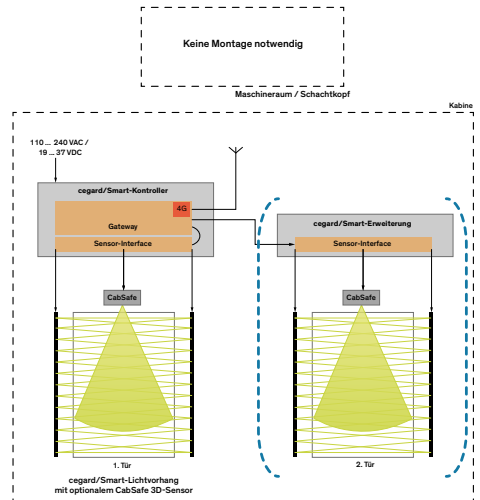 Keine Montage notwendig
Maschineraum / Schachtkopf
Kabine
110 ... 240 VAC /
19 ... 37 VDC
cegard/Smart-Kontroller
4G
Gateway
Sensor-Interface
cegard/Smart-Erweiterung
Sensor-Interface
CabSafe
CabSafe
1. Tür
2. Tür
cegard/Smart-Lichtvorhang
mit optionalem CabSafe 3D-Sensor